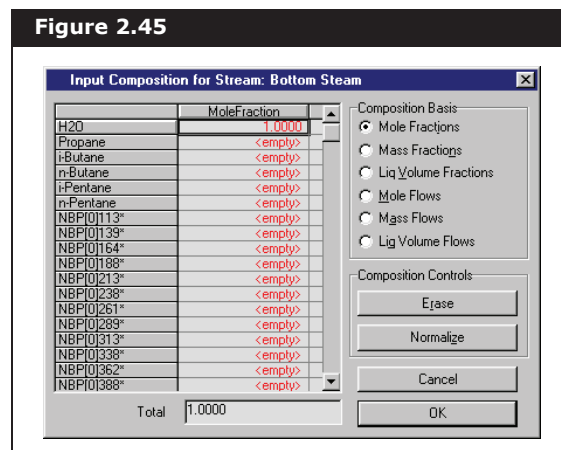 Figure 2.45
Input Composition for Stream: Bottom Steam
MoleFraction
H2O 1.0000
Propane <empty>
i-Butane <empty>
n-Butane <empty>
i-Pentane <empty>
n-Pentane <empty>
NBP[0]113* <empty>
NBP[0]139* <empty>
NBP[0]164* <empty>
NBP[0]188* <empty>
NBP[0]213* <empty>
NBP[0]238* <empty>
NBP[0]261* <empty>
NBP[0]289* <empty>
NBP[0]313* <empty>
NBP[0]338* <empty>
NBP[0]362* <empty>
NBP[0]388* <empty>
Total 1.0000
Composition Basis
Mole Fractions
Mass Fractions
Liq Volume Fractions
Mole Flows
Mass Flows
Liq Volume Flows
Composition Controls
Erase
Normalize
Cancel
OK